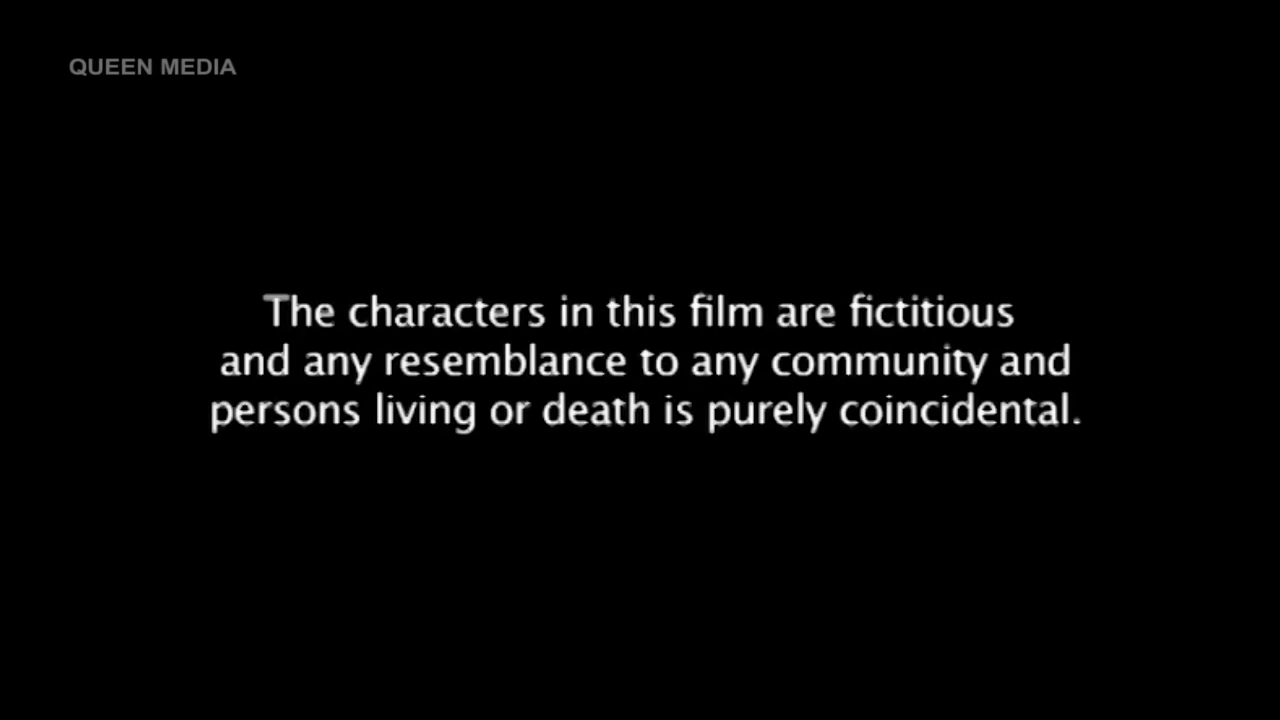 QUEEN MEDIA
The characters in this film are fictitious
and any resemblance to any community and
persons living or death is purely coincidental.